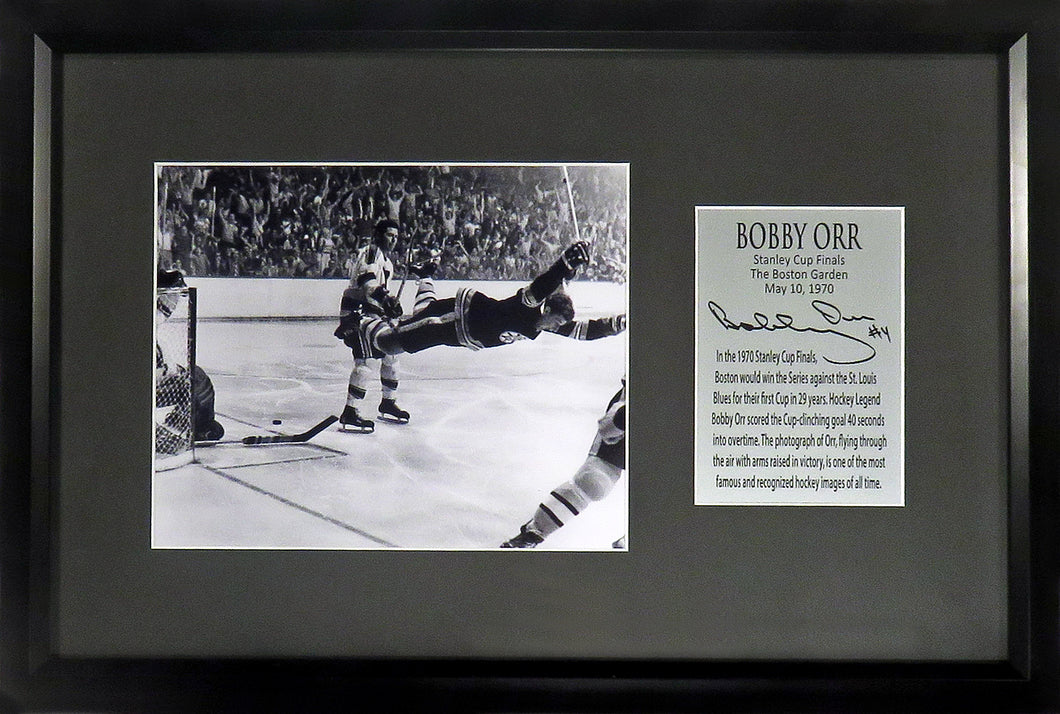 BOBBY ORR
Stanley Cup Finals
The Boston Garden
May 10, 1970
Bobby Orr #4
In the 1970 Stanley Cup Finals,
Boston would win the Series against the St. Louis
Blues for their first Cup in 29 years. Hockey Legend
Bobby Orr scored the Cup-clinching goal 40 seconds
into overtime. The photograph of Orr, flying through
the air with arms raised in victory, is one of the most
famous and recognized hockey images of all time.